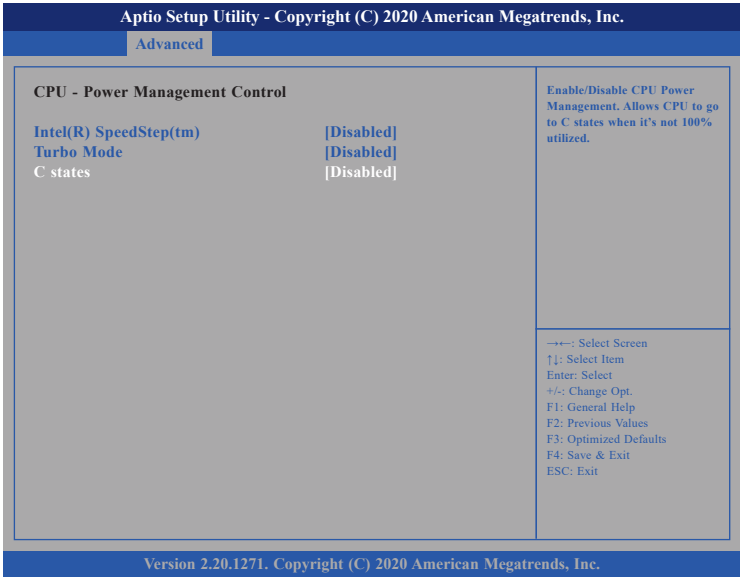 Aptio Setup Utility - Copyright (C) 2020 American Megatrends, Inc.
Advanced
CPU - Power Management Control
Intel(R) SpeedStep(tm) [Disabled]
Turbo Mode [Disabled]
C states [Disabled]
Enable/Disable CPU Power
Management. Allows CPU to go
to C states when it's not 100%
utilized.
→←: Select Screen
↑↓: Select Item
Enter: Select
+/-: Change Opt.
F1: General Help
F2: Previous Values
F3: Optimized Defaults
F4: Save & Exit
ESC: Exit
Version 2.20.1271. Copyright (C) 2020 American Megatrends, Inc.